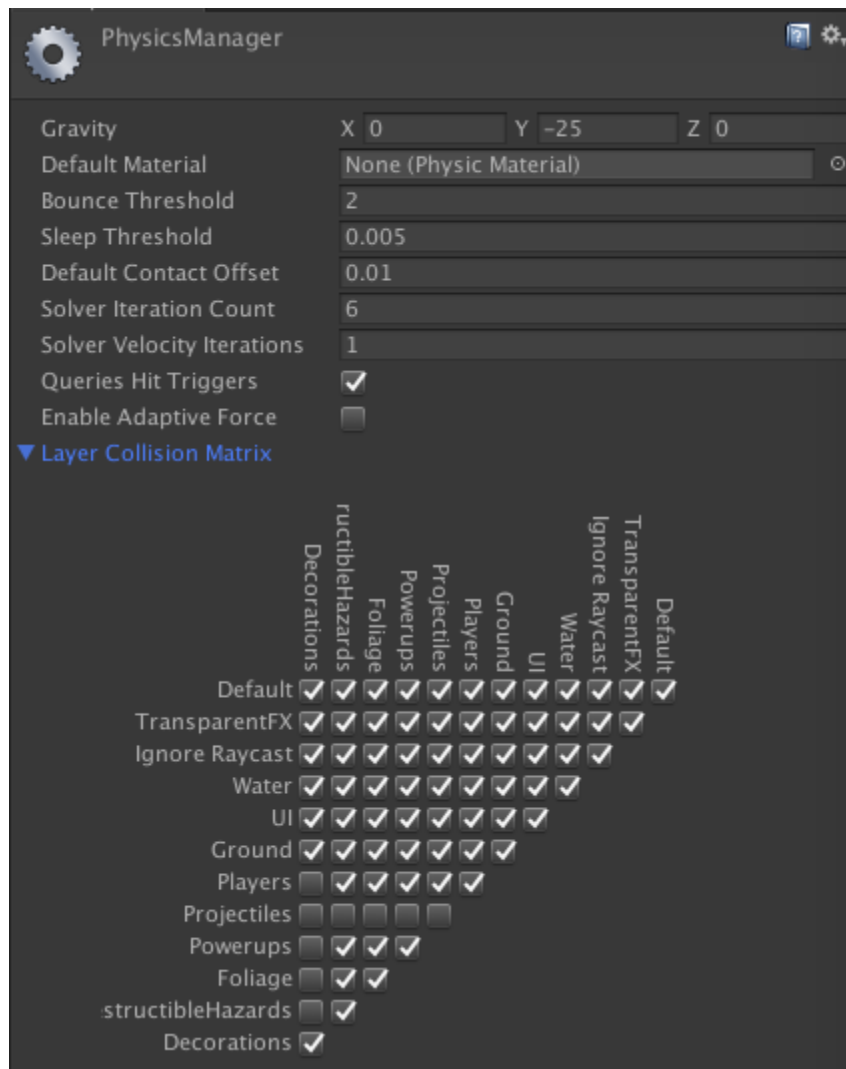 PhysicsManager
Gravity X 0 Y -25 Z 0
Default Material None (Physic Material)
Bounce Threshold 2
Sleep Threshold 0.005
Default Contact Offset 0.01
Solver Iteration Count 6
Solver Velocity Iterations 1
Queries Hit Triggers
Enable Adaptive Force
Layer Collision Matrix
Decorations
ructibleHazards
Foliage
Powerups
Projectiles
Players
Ground
UI
Water
Ignore Raycast
TransparentFX
Default
Default
TransparentFX
Ignore Raycast
Water
UI
Ground
Players
Projectiles
Powerups
Foliage
structibleHazards
Decorations